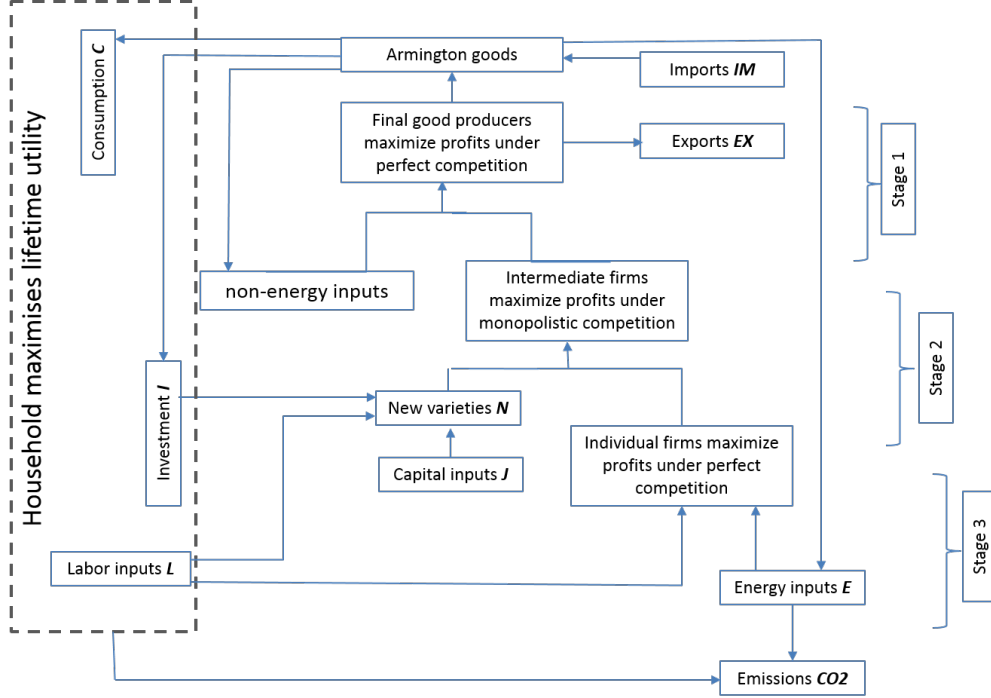 Household maximises lifetime utility
Consumption C
Armington goods
Imports IM
Final good producers
maximize profits under
perfect competition
Exports EX
Stage 1
non-energy inputs
Intermediate firms
maximize profits under
monopolistic competition
Stage 2
Investment I
New varieties N
Capital inputs J
Individual firms maximize
profits under perfect
competition
Stage 3
Labor inputs L
Energy inputs E
Emissions CO2